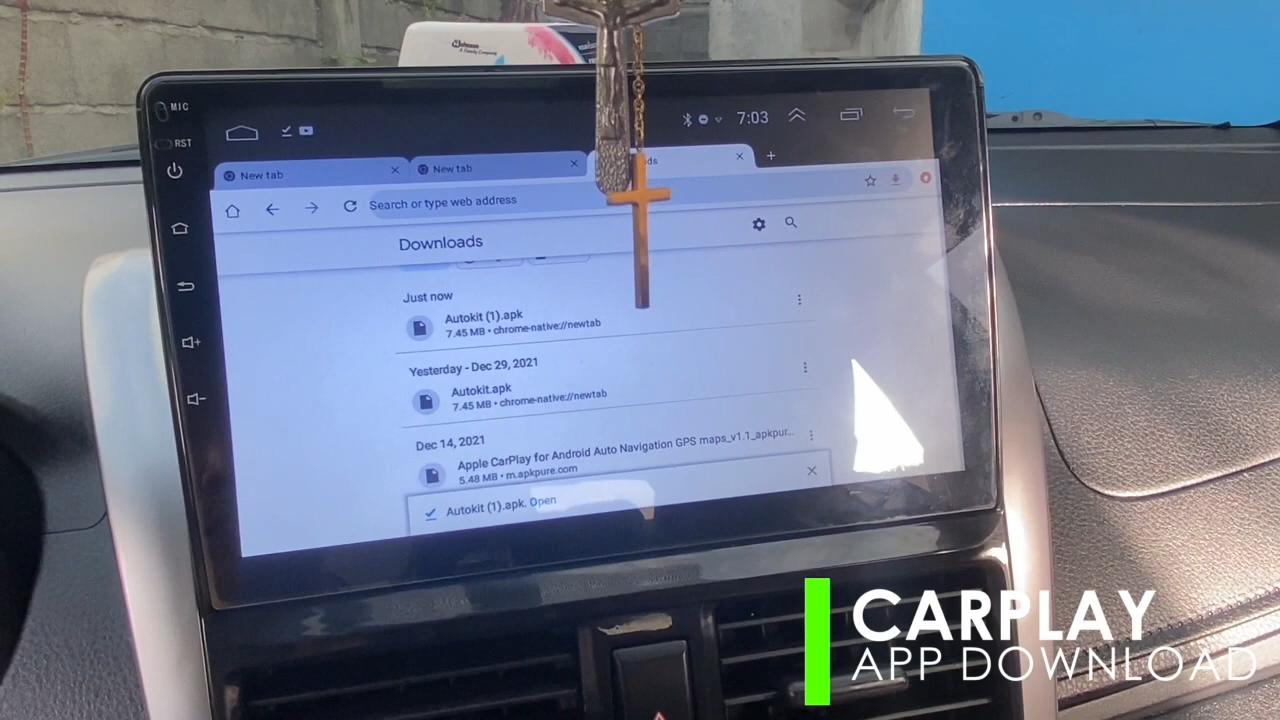 A Family Company
MIC
RST
7:03
New tab
New tab
ds
Search or type web address
Downloads
Just now
Autokit (1).apk
7.45 MB • chrome-native://newtab
Yesterday - Dec 29, 2021
Autokit.apk
7.45 MB • chrome-native://newtab
Dec 14, 2021
Apple CarPlay for Android Auto Navigation GPS maps_v1.1_apkpur...
5.48 MB • m.apkpure.com
Autokit (1).apk. Open
CARPLAY
APP DOWNLOAD